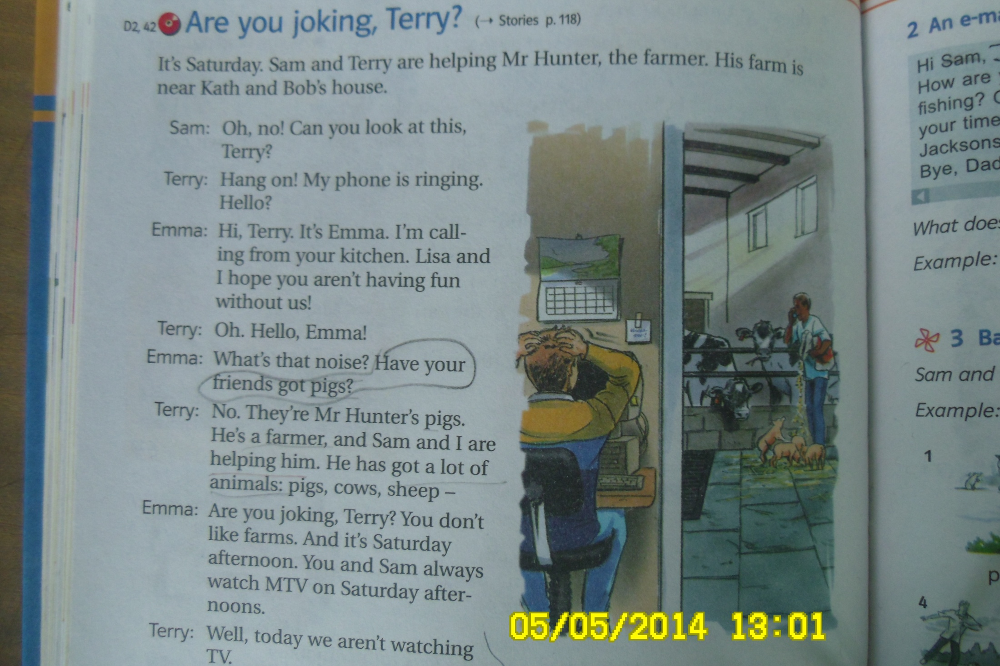 D2, 42 Are you joking, Terry? (→ Stories p. 118)
It's Saturday. Sam and Terry are helping Mr Hunter, the farmer. His farm is
near Kath and Bob's house.
Sam: Oh, no! Can you look at this,
Terry?
Terry: Hang on! My phone is ringing.
Hello?
Emma: Hi, Terry. It's Emma. I'm call-
ing from your kitchen. Lisa and
I hope you aren't having fun
without us!
Terry: Oh. Hello, Emma!
Emma: What's that noise? Have your
friends got pigs?
Terry: No. They're Mr Hunter's pigs.
He's a farmer, and Sam and I are
helping him. He has got a lot of
animals: pigs, cows, sheep –
Emma: Are you joking, Terry? You don't
like farms. And it's Saturday
afternoon. You and Sam always
watch MTV on Saturday after-
noons.
Terry: Well, today we aren't watching
TV.
05/05/2014 13:01
2 An e-ma
Hi Sam,
How are
fishing?
your time
Jacksons
Bye, Dad
What does
Example:
3 Ba
Sam and
Example:
1
p
4